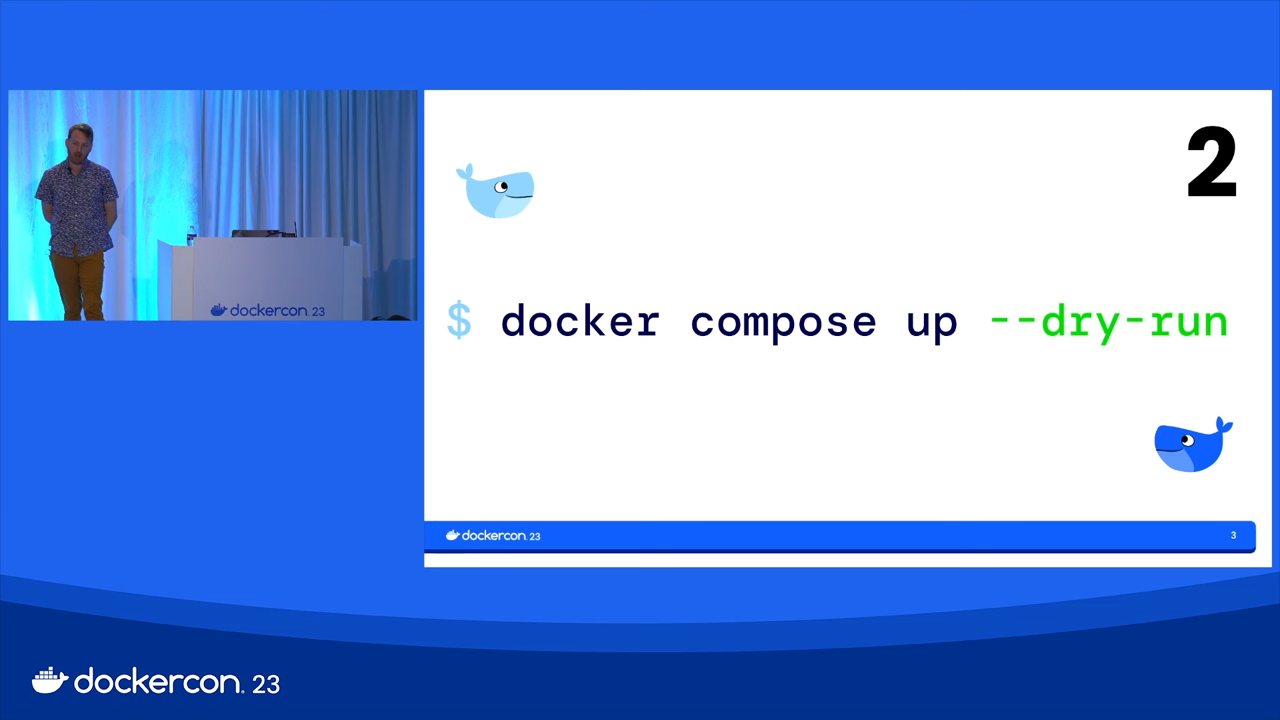 dockercon. 23
2
$ docker compose up --dry-run
dockercon. 23
3
dockercon. 23